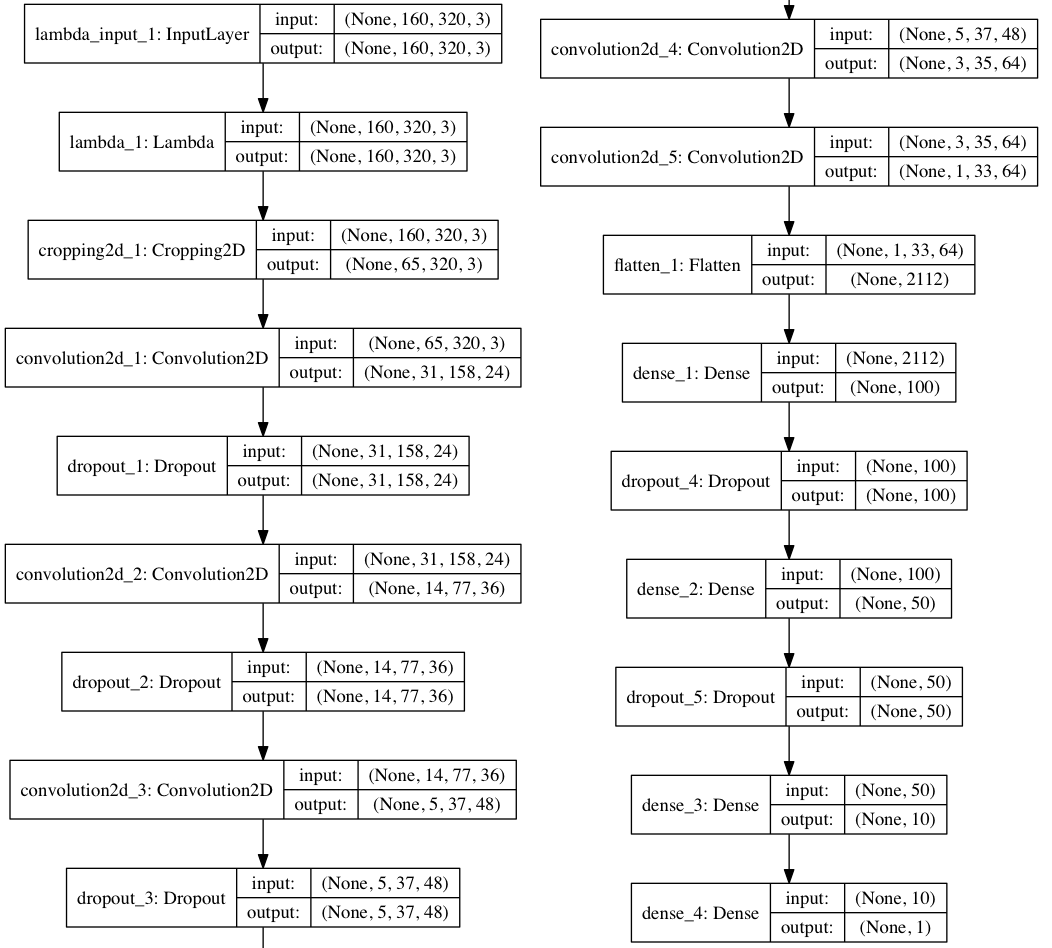 lambda_input_1: InputLayer
input: (None, 160, 320, 3)
output: (None, 160, 320, 3)
lambda_1: Lambda
input: (None, 160, 320, 3)
output: (None, 160, 320, 3)
cropping2d_1: Cropping2D
input: (None, 160, 320, 3)
output: (None, 65, 320, 3)
convolution2d_1: Convolution2D
input: (None, 65, 320, 3)
output: (None, 31, 158, 24)
dropout_1: Dropout
input: (None, 31, 158, 24)
output: (None, 31, 158, 24)
convolution2d_2: Convolution2D
input: (None, 31, 158, 24)
output: (None, 14, 77, 36)
dropout_2: Dropout
input: (None, 14, 77, 36)
output: (None, 14, 77, 36)
convolution2d_3: Convolution2D
input: (None, 14, 77, 36)
output: (None, 5, 37, 48)
dropout_3: Dropout
input: (None, 5, 37, 48)
output: (None, 5, 37, 48)
convolution2d_4: Convolution2D
input: (None, 5, 37, 48)
output: (None, 3, 35, 64)
convolution2d_5: Convolution2D
input: (None, 3, 35, 64)
output: (None, 1, 33, 64)
flatten_1: Flatten
input: (None, 1, 33, 64)
output: (None, 2112)
dense_1: Dense
input: (None, 2112)
output: (None, 100)
dropout_4: Dropout
input: (None, 100)
output: (None, 100)
dense_2: Dense
input: (None, 100)
output: (None, 50)
dropout_5: Dropout
input: (None, 50)
output: (None, 50)
dense_3: Dense
input: (None, 50)
output: (None, 10)
dense_4: Dense
input: (None, 10)
output: (None, 1)